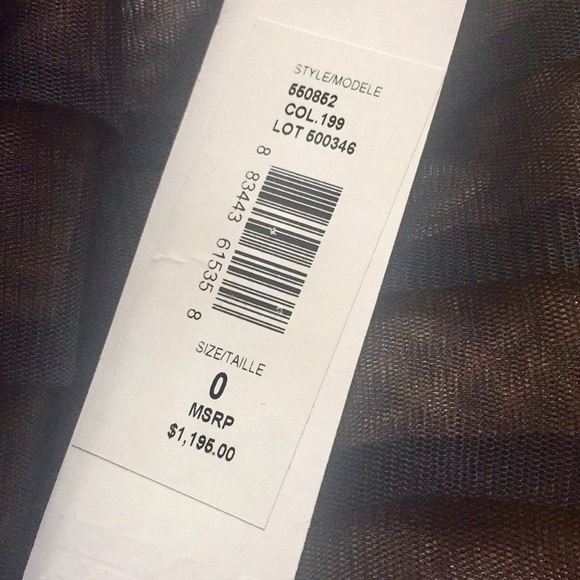 STYLE/MODELE
550852
COL.199
LOT 500346
8 83443 61535 8
SIZE/TAILLE
0
MSRP
$1,195.00